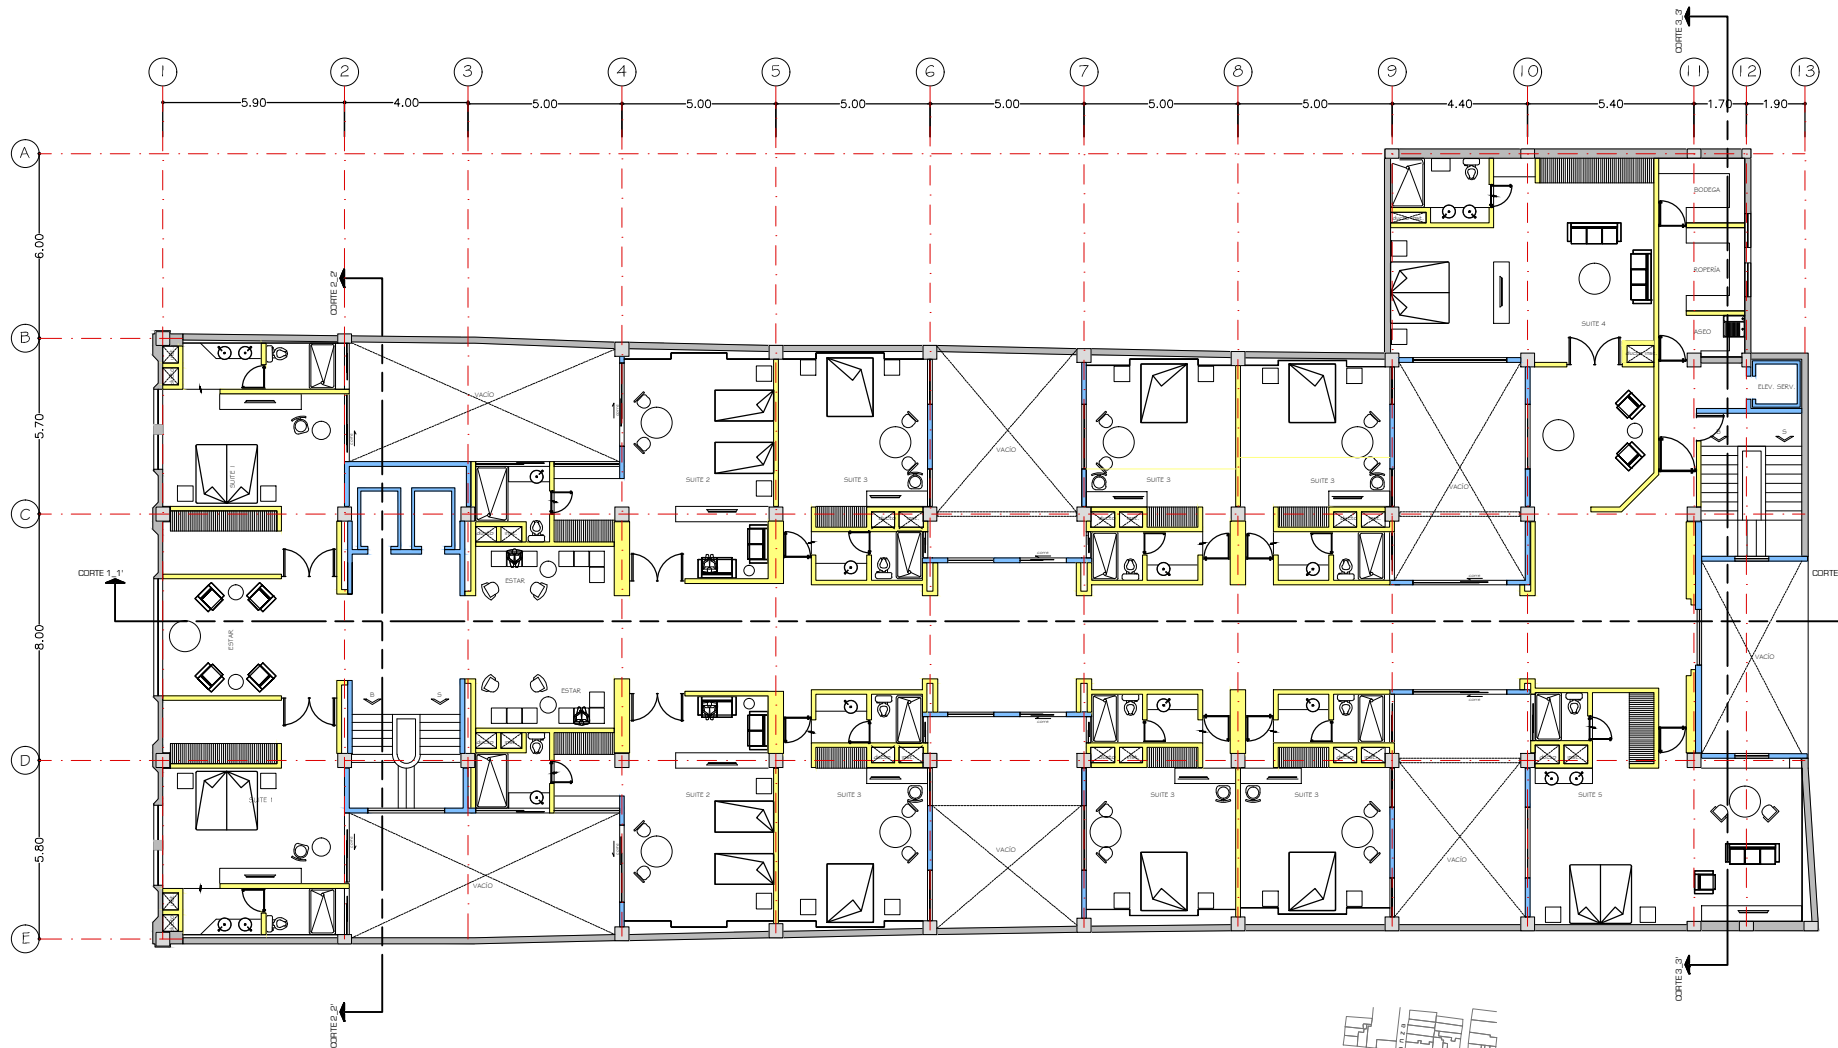 CORTE 3_3'
1 2 3 4 5 6 7 8 9 10 11 12 13
5.90 4.00 5.00 5.00 5.00 5.00 5.00 5.00 4.40 5.40 1.70 1.90
A
BODEGA
6.00
CORTE 2_2'
ROPERÍA
SUITE 4
ASEO
B
ELEV. SERV.
VACÍO
5.70
S S
VACÍO
SUITE 1
SUITE 2
SUITE 3
SUITE 3
SUITE 3
VACÍO
C
CORTE 1_1'
ESTAR
CORTE
8.00
ESTAR
VACÍO
ESTAR
B S
D
SUITE 1
SUITE 2
SUITE 3
SUITE 3
SUITE 3
SUITE 5
5.80
VACÍO
VACÍO
VACÍO
E
CORTE 3_3'
CORTE 2_2'